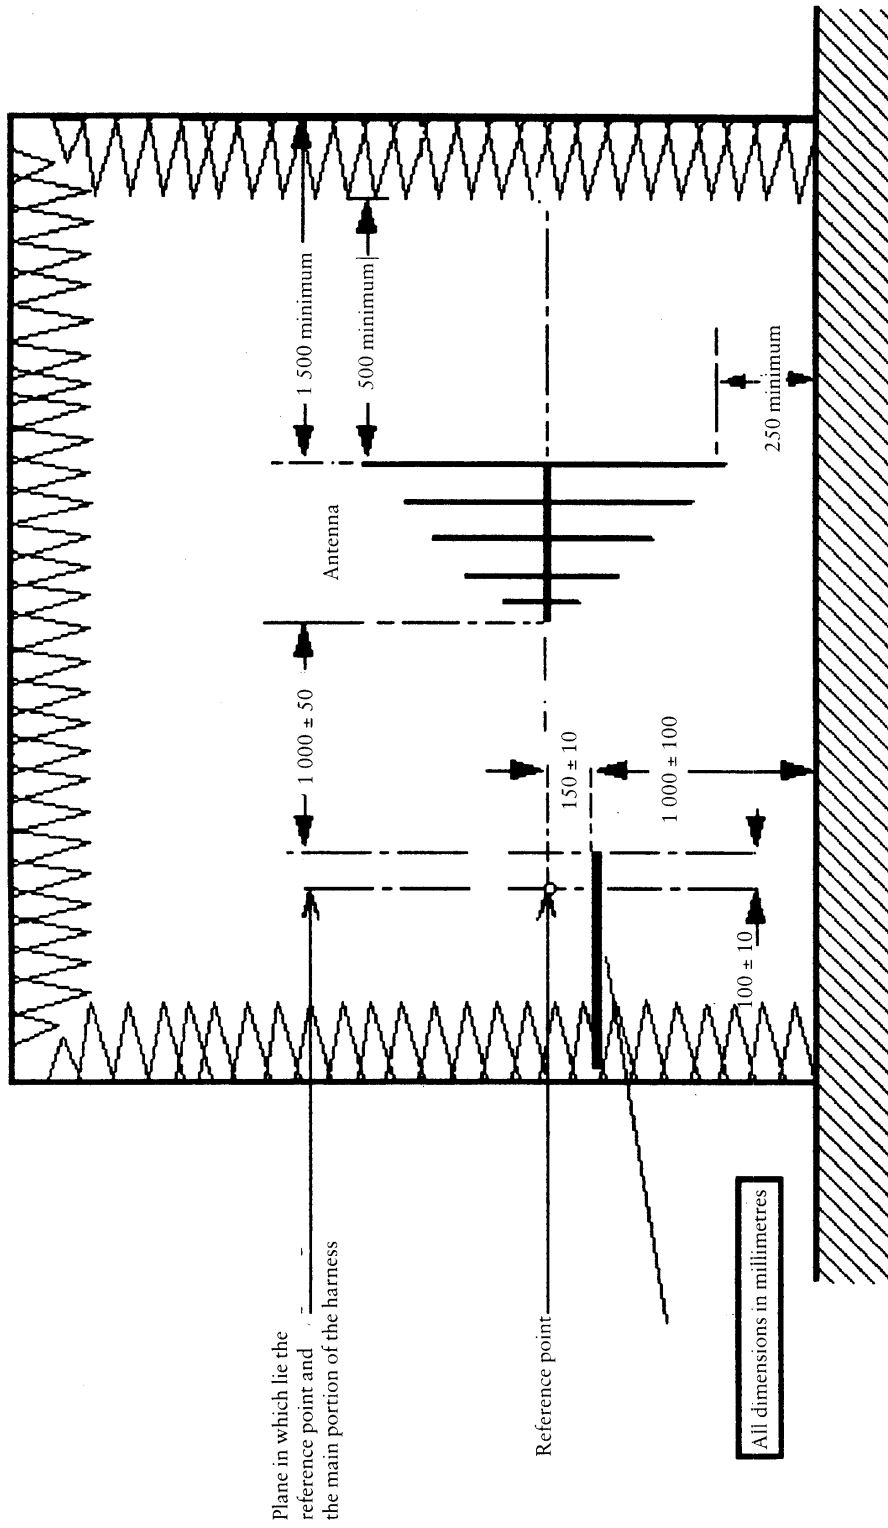 1 500 minimum
500 minimum
250 minimum
Antenna
1 000 ± 50
150 ± 10
1 000 ± 100
100 ± 10
Plane in which lie the
reference point and
the main portion of the harness
Reference point
All dimensions in millimetres